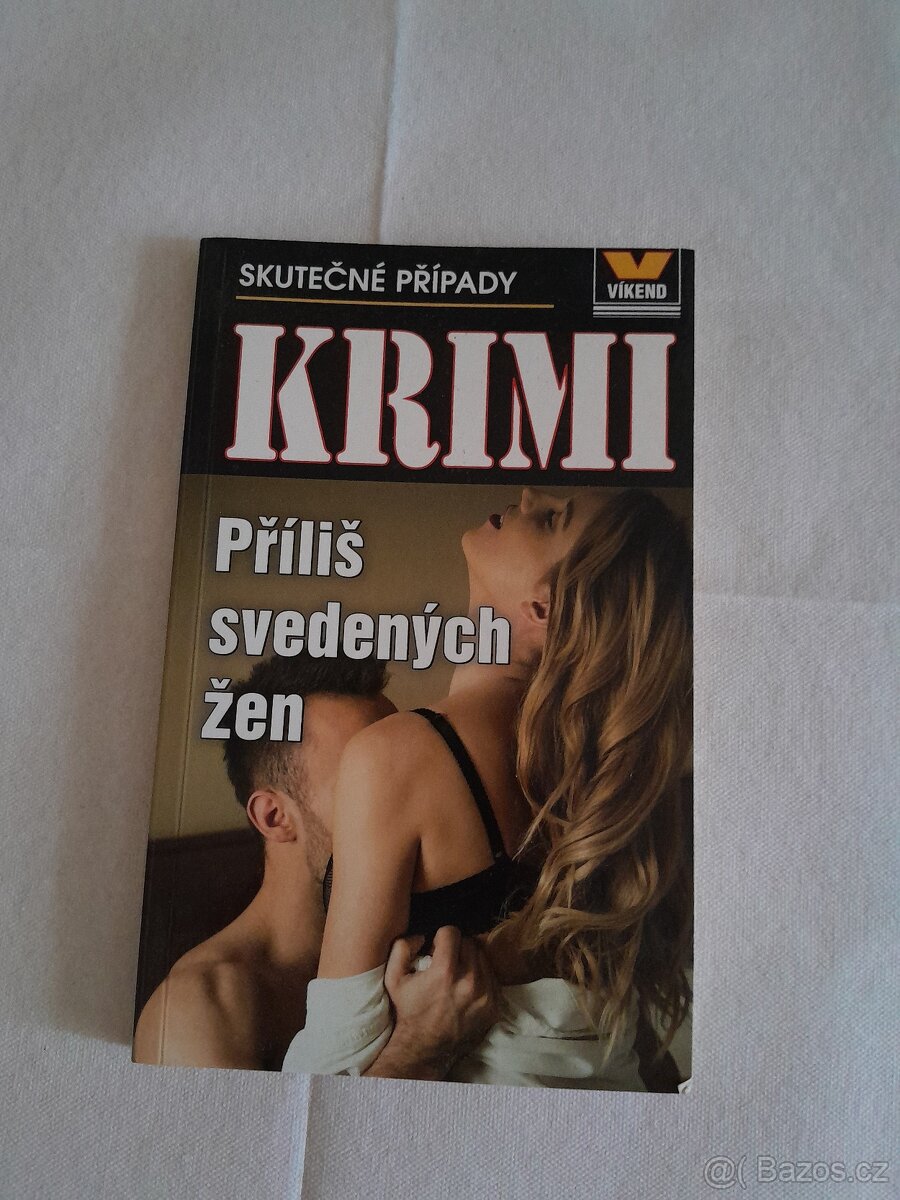 SKUTEČNÉ PŘÍPADY
VÍKEND
KRIMI
Příliš
svedených
žen
@( Bazos.cz